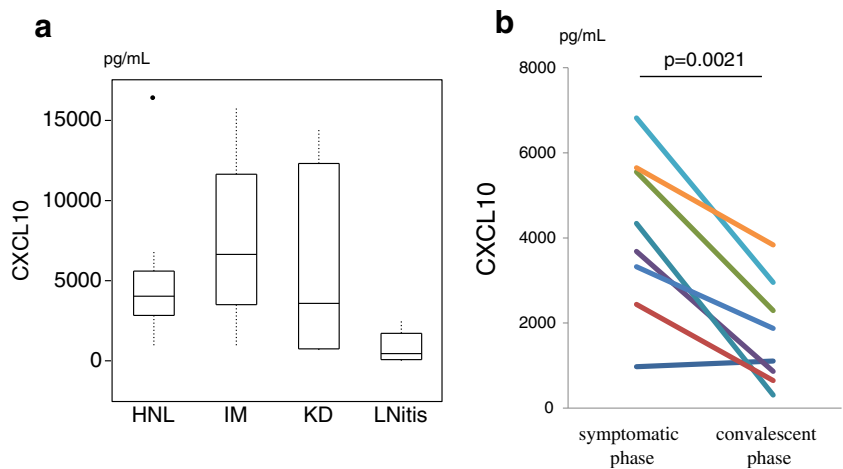 a
pg/mL
CXCL10
15000
10000
5000
0
HNL IM KD LNitis
b
pg/mL
p=0.0021
CXCL10
8000
6000
4000
2000
0
symptomatic phase
convalescent phase